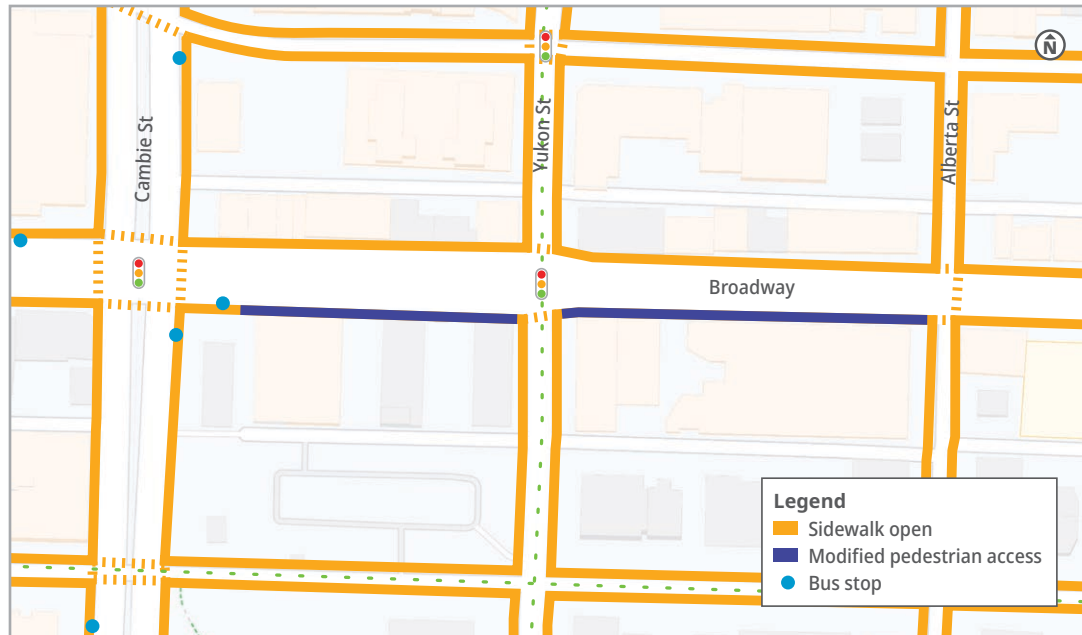 N
Cambie St
Yukon St
Alberta St
Broadway
Legend
Sidewalk open
Modified pedestrian access
Bus stop